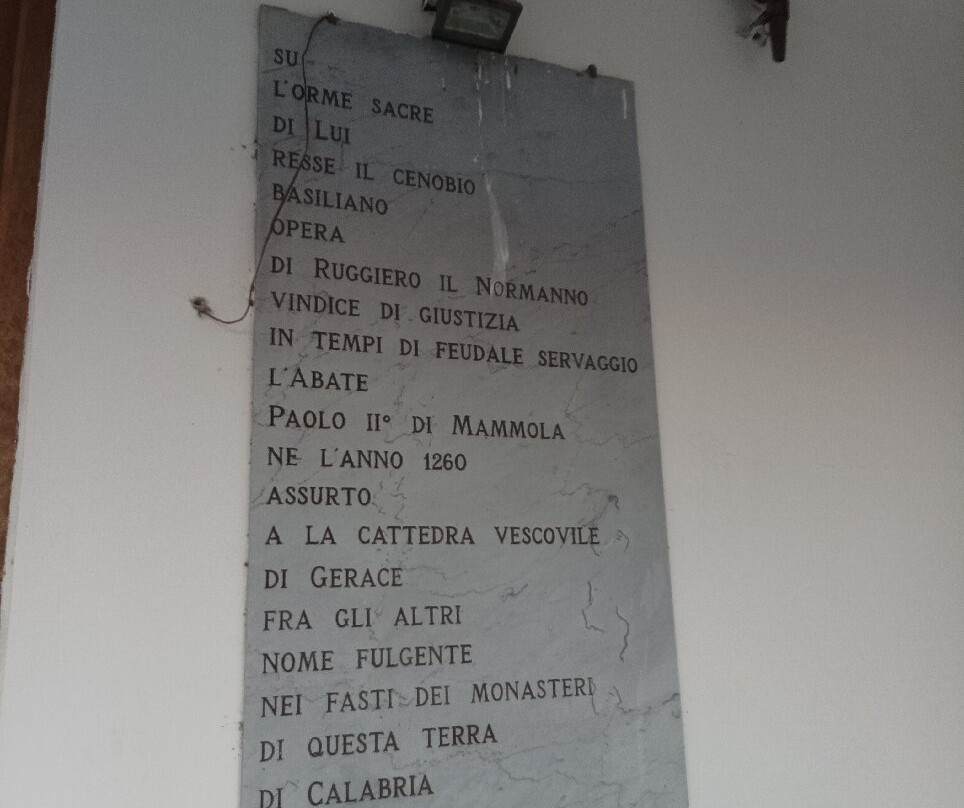 SU
L'ORME SACRE
DI LUI
RESSE IL CENOBIO
BASILIANO
OPERA
DI RUGGIERO IL NORMANNO
VINDICE DI GIUSTIZIA
IN TEMPI DI FEUDALE SERVAGGIO
L'ABATE
PAOLO II° DI MAMMOLA
NE L'ANNO 1260
ASSURTO
A LA CATTEDRA VESCOVILE
DI GERACE
FRA GLI ALTRI
NOME FULGENTE
NEI FASTI DEI MONASTERI
DI QUESTA TERRA
DI CALABRIA